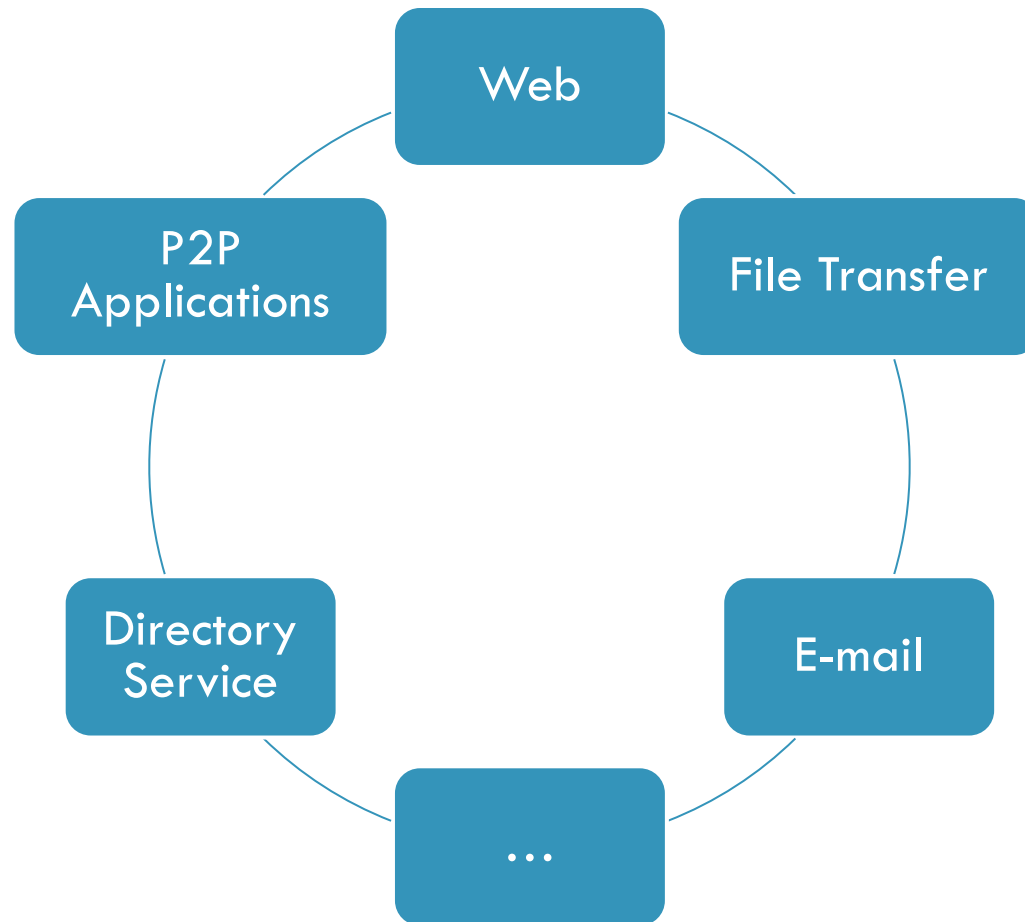 Web
P2P
Applications
File Transfer
Directory
Service
E-mail
...